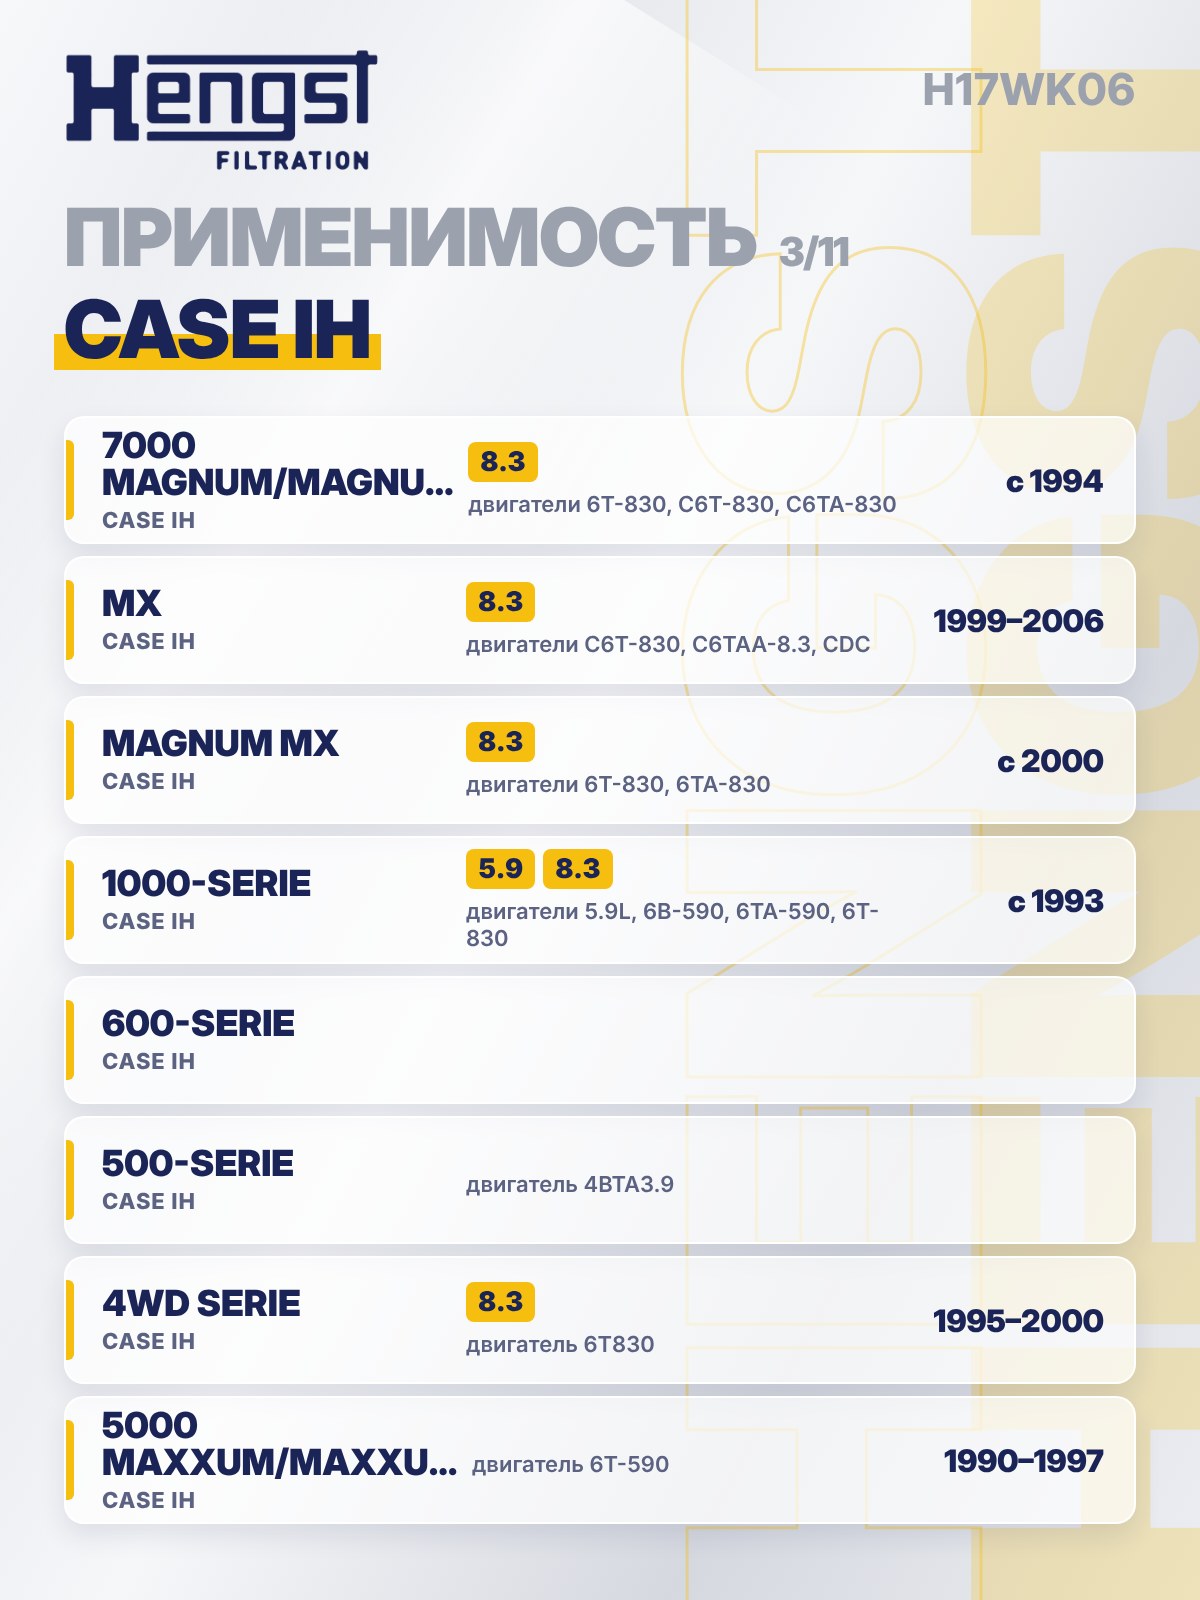 Hengst
FILTRATION
H17WK06
ПРИМЕНИМОСТЬ 3/11
CASE IH
7000
MAGNUM/MAGNU...
CASE IH
8.3
двигатели 6T-830, C6T-830, C6TA-830
с 1994
MX
CASE IH
8.3
двигатели C6T-830, C6TAA-8.3, CDC
1999–2006
MAGNUM MX
CASE IH
8.3
двигатели 6T-830, 6TA-830
с 2000
1000-SERIE
CASE IH
5.9 8.3
двигатели 5.9L, 6B-590, 6TA-590, 6T-
830
с 1993
600-SERIE
CASE IH
500-SERIE
CASE IH
двигатель 4BTA3.9
4WD SERIE
CASE IH
8.3
двигатель 6T830
1995–2000
5000
MAXXUM/MAXXU...
CASE IH
двигатель 6T-590
1990–1997
HENGST
HENGST